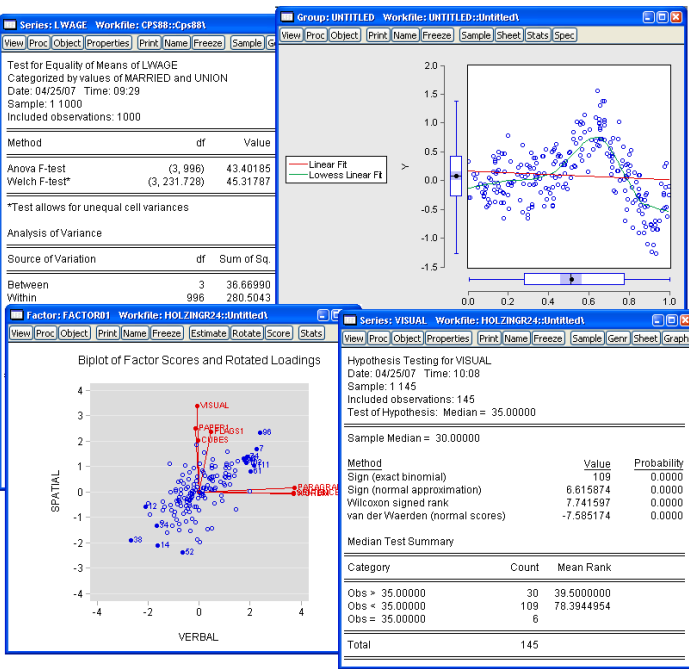 Series: LWAGE Workfile: CPS88::Cps88\
View Proc Object Properties Print Name Freeze Sample
Test for Equality of Means of LWAGE
Categorized by values of MARRIED and UNION
Date: 04/25/07 Time: 09:29
Sample: 1 1000
Included observations: 1000
Method df Value
Anova F-test (3, 996) 43.40185
Welch F-test* (3, 231.728) 45.31787
*Test allows for unequal cell variances
Analysis of Variance
Source of Variation df Sum of Sq.
Between 3 36.66990
Within 996 280.5043
Group: UNTITLED Workfile: UNTITLED::Untitled\
View Proc Object Print Name Freeze Sample Sheet Stats Spec
2.0
1.5
1.0
0.5
0.0
-0.5
-1.0
-1.5
Y
Linear Fit
Lowess Linear Fit
0.0 0.2 0.4 0.6 0.8 1.0
Factor: FACTOR01 Workfile: HOLZINGR24::Untitled\
View Proc Object Print Name Freeze Estimate Rotate Score Stats
Biplot of Factor Scores and Rotated Loadings
4
3
2
1
0
-1
-2
-3
-4
SPATIAL
VISUAL
PAPER1
FLAGS1
CUBES
96
7
11
61
12
94
38
14
52
-4 -2 0 2 4
VERBAL
Series: VISUAL Workfile: HOLZINGR24::Untitled\
View Proc Object Properties Print Name Freeze Sample Genr Sheet Graph
Hypothesis Testing for VISUAL
Date: 04/25/07 Time: 10:08
Sample: 1 145
Included observations: 145
Test of Hypothesis: Median = 35.00000
Sample Median = 30.00000
Method Value Probability
Sign (exact binomial) 109 0.0000
Sign (normal approximation) 6.615874 0.0000
Wilcoxon signed rank 7.741597 0.0000
van der Waerden (normal scores) -7.585174 0.0000
Median Test Summary
Category Count Mean Rank
Obs > 35.00000 30 39.5000000
Obs < 35.00000 109 78.3944954
Obs = 35.00000 6
Total 145